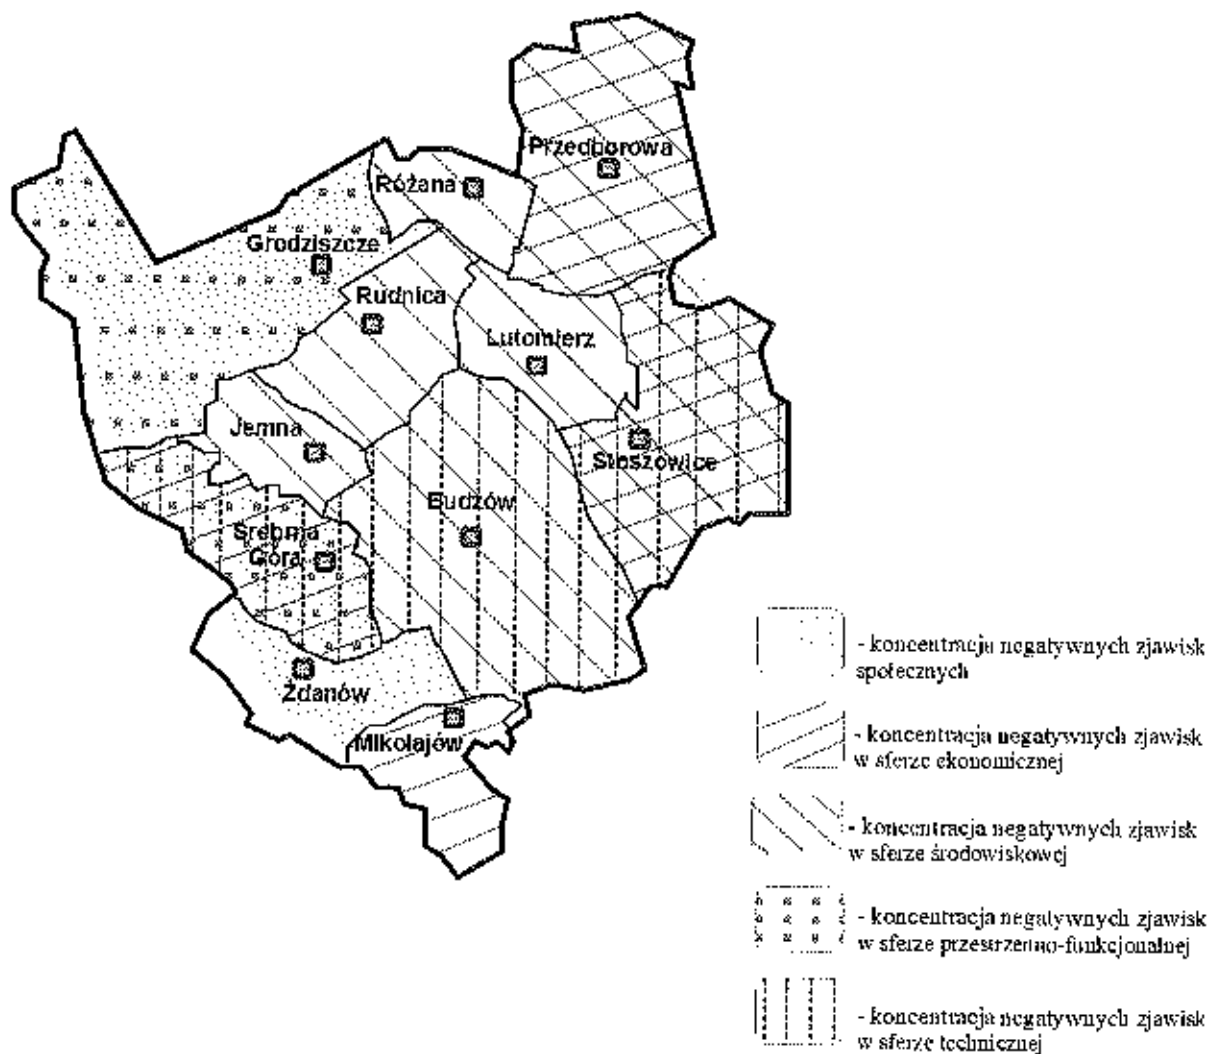 Przedborowa
Różana
Grodziszcze
Rudnica
Lutomierz
Jemna
Stoszowice
Budzów
Srebrna
Góra
Żdanów
Mikołajów
- koncentracja negatywnych zjawisk
społecznych
- koncentracja negatywnych zjawisk
w sferze ekonomicznej
- koncentracja negatywnych zjawisk
w sferze środowiskowej
- koncentracja negatywnych zjawisk
w sferze przestrzenno-funkcjonalnej
- koncentracja negatywnych zjawisk
w sferze technicznej